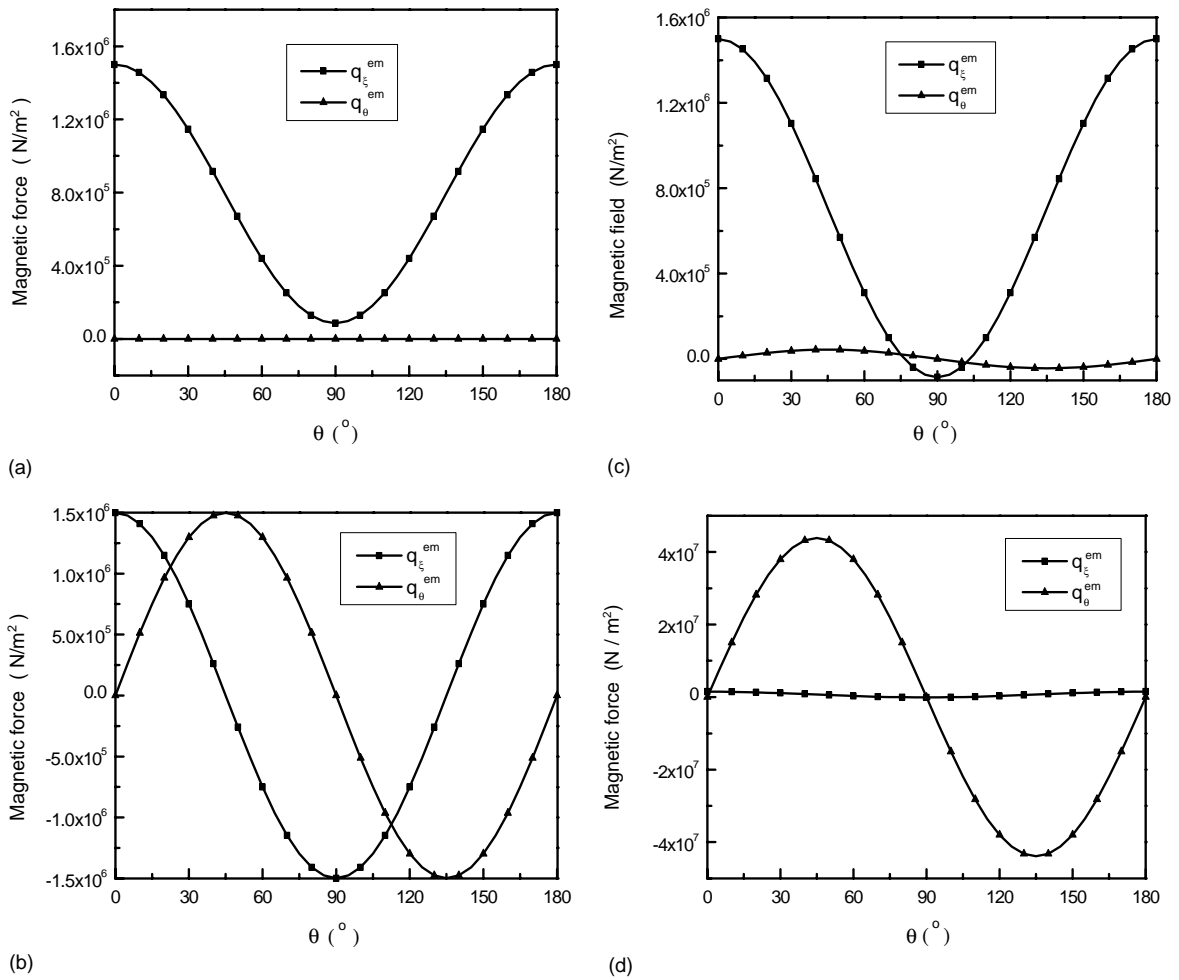 1.6x10⁶
1.2x10⁶
8.0x10⁵
4.0x10⁵
0.0
Magnetic force ( N/m² )
q_ξ^em
q_θ^em
0 30 60 90 120 150 180
θ (°)
(a)
1.6x10⁶
1.2x10⁶
8.0x10⁵
4.0x10⁵
0.0
Magnetic field (N/m²)
q_ξ^em
q_θ^em
0 30 60 90 120 150 180
θ (°)
(c)
1.5x10⁶
1.0x10⁶
5.0x10⁵
0.0
-5.0x10⁵
-1.0x10⁶
-1.5x10⁶
Magnetic force ( N/m²)
q_ξ^em
q_θ^em
0 30 60 90 120 150 180
θ (°)
(b)
4x10⁷
2x10⁷
0
-2x10⁷
-4x10⁷
Magnetic force (N / m²)
q_ξ^em
q_θ^em
0 30 60 90 120 150 180
θ(°)
(d)